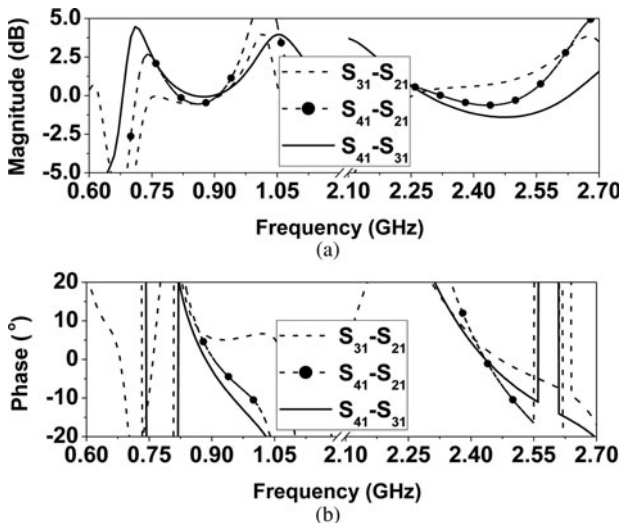 Magnitude (dB)
5.0
2.5
0.0
-2.5
-5.0
S31-S21
S41-S21
S41-S31
0.60 0.75 0.90 1.05 2.10 2.25 2.40 2.55 2.70
Frequency (GHz)
(a)
Phase (°)
20
10
0
-10
-20
S31-S21
S41-S21
S41-S31
0.60 0.75 0.90 1.05 2.10 2.25 2.40 2.55 2.70
Frequency (GHz)
(b)